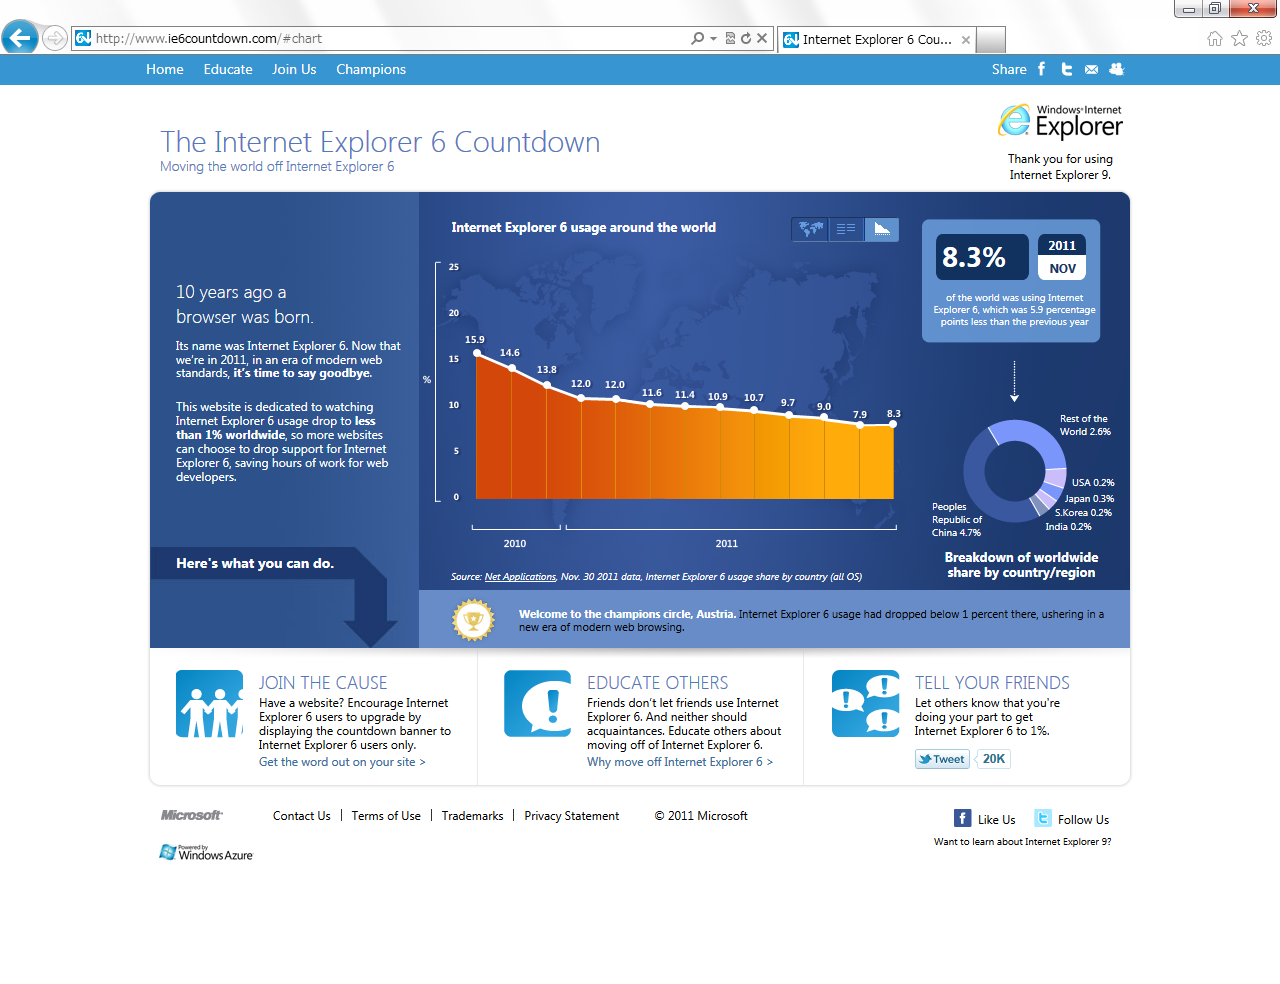 http://www.ie6countdown.com/#chart
Internet Explorer 6 Cou...
Home Educate Join Us Champions
Share
The Internet Explorer 6 Countdown
Moving the world off Internet Explorer 6
Windows Internet
Explorer
Thank you for using
Internet Explorer 9.
10 years ago a
browser was born.
Its name was Internet Explorer 6. Now that
we're in 2011, in an era of modern web
standards, it's time to say goodbye.
This website is dedicated to watching
Internet Explorer 6 usage drop to less
than 1% worldwide, so more websites
can choose to drop support for Internet
Explorer 6, saving hours of work for web
developers.
Here's what you can do.
Internet Explorer 6 usage around the world
25
20
15
10
5
0
%
15.9
14.6
13.8
12.0
12.0
11.6
11.4
10.9
10.7
9.7
9.0
7.9
8.3
2010
2011
Source: Net Applications, Nov. 30 2011 data, Internet Explorer 6 usage share by country (all OS)
8.3%
2011
NOV
of the world was using Internet
Explorer 6, which was 5.9 percentage
points less than the previous year
Rest of the
World 2.6%
USA 0.2%
Japan 0.3%
S.Korea 0.2%
India 0.2%
Peoples
Republic of
China 4.7%
Breakdown of worldwide
share by country/region
Welcome to the champions circle, Austria. Internet Explorer 6 usage had dropped below 1 percent there, ushering in a
new era of modern web browsing.
JOIN THE CAUSE
Have a website? Encourage Internet
Explorer 6 users to upgrade by
displaying the countdown banner to
Internet Explorer 6 users only.
Get the word out on your site >
EDUCATE OTHERS
Friends don't let friends use Internet
Explorer 6. And neither should
acquaintances. Educate others about
moving off of Internet Explorer 6.
Why move off Internet Explorer 6 >
TELL YOUR FRIENDS
Let others know that you're
doing your part to get
Internet Explorer 6 to 1%.
Tweet 20K
Microsoft
Contact Us | Terms of Use | Trademarks | Privacy Statement © 2011 Microsoft
Like Us Follow Us
Want to learn about Internet Explorer 9?
Powered by
Windows Azure